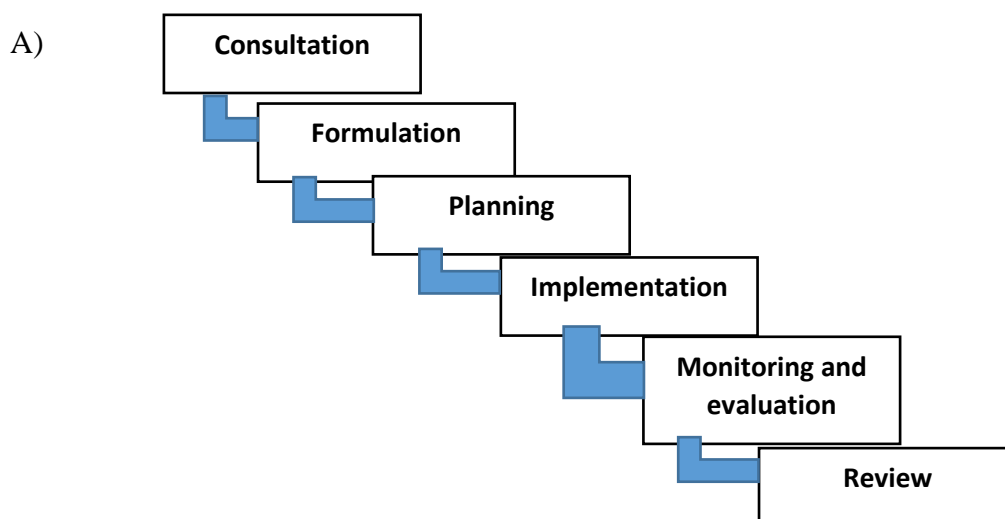 A)
Consultation
Formulation
Planning
Implementation
Monitoring and
evaluation
Review